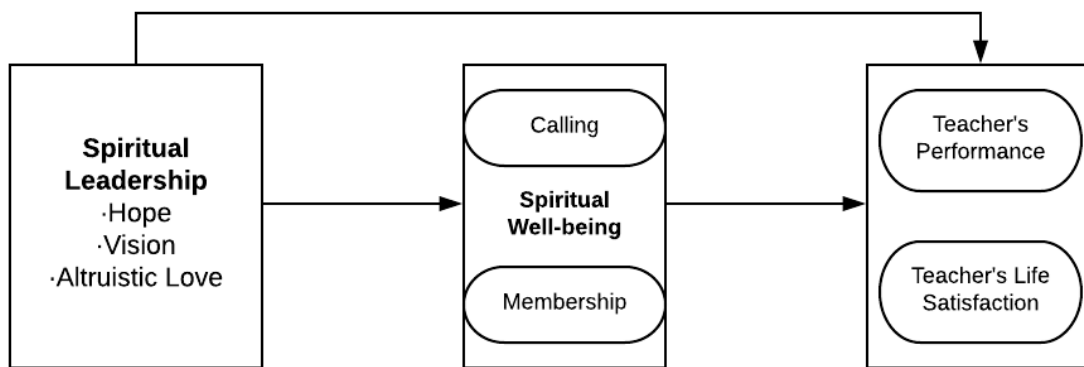 Spiritual
Leadership
·Hope
·Vision
·Altruistic Love
Calling
Spiritual
Well-being
Membership
Teacher's
Performance
Teacher's Life
Satisfaction